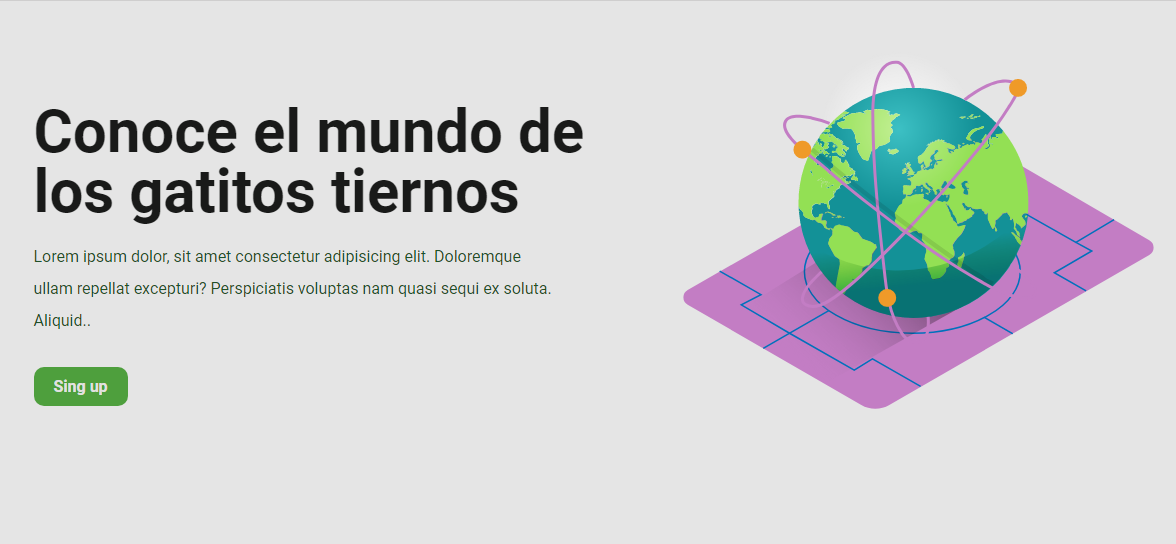 Conoce el mundo de
los gatitos tiernos
Lorem ipsum dolor, sit amet consectetur adipisicing elit. Doloremque
ullam repellat excepturi? Perspiciatis voluptas nam quasi sequi ex soluta.
Aliquid..
Sing up